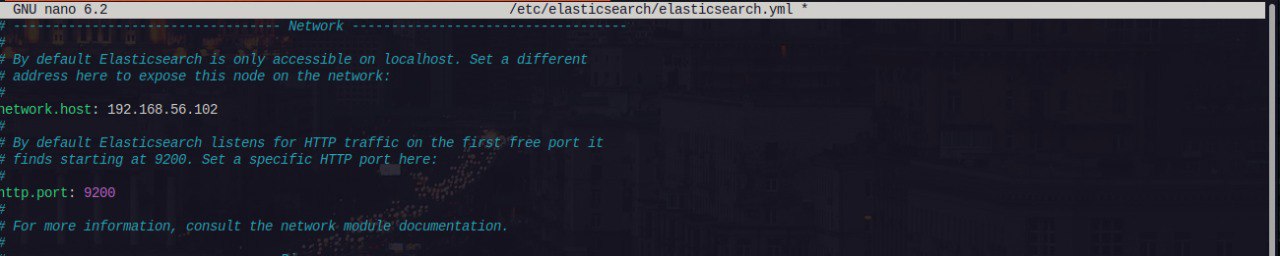 GNU nano 6.2 /etc/elasticsearch/elasticsearch.yml *
# ---------------------------------- Network -----------------------------------
#
# By default Elasticsearch is only accessible on localhost. Set a different
# address here to expose this node on the network:
#
network.host: 192.168.56.102
#
# By default Elasticsearch listens for HTTP traffic on the first free port it
# finds starting at 9200. Set a specific HTTP port here:
#
http.port: 9200
#
# For more information, consult the network module documentation.
#